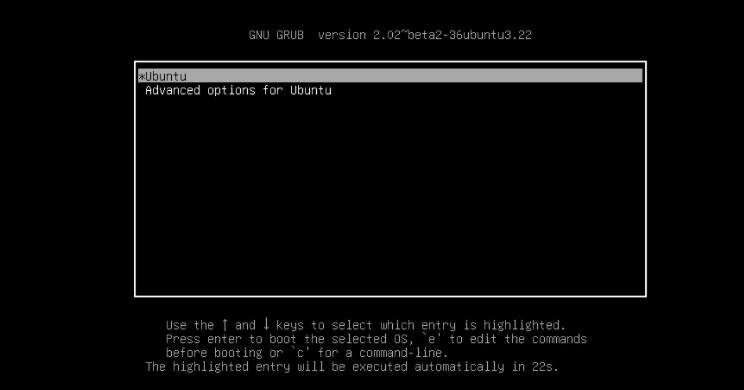 GNU GRUB  version 2.02~beta2-36ubuntu3.22
*Ubuntu
Advanced options for Ubuntu
Use the ↑ and ↓ keys to select which entry is highlighted.
Press enter to boot the selected OS, `e' to edit the commands
before booting or `c' for a command-line.
The highlighted entry will be executed automatically in 22s.